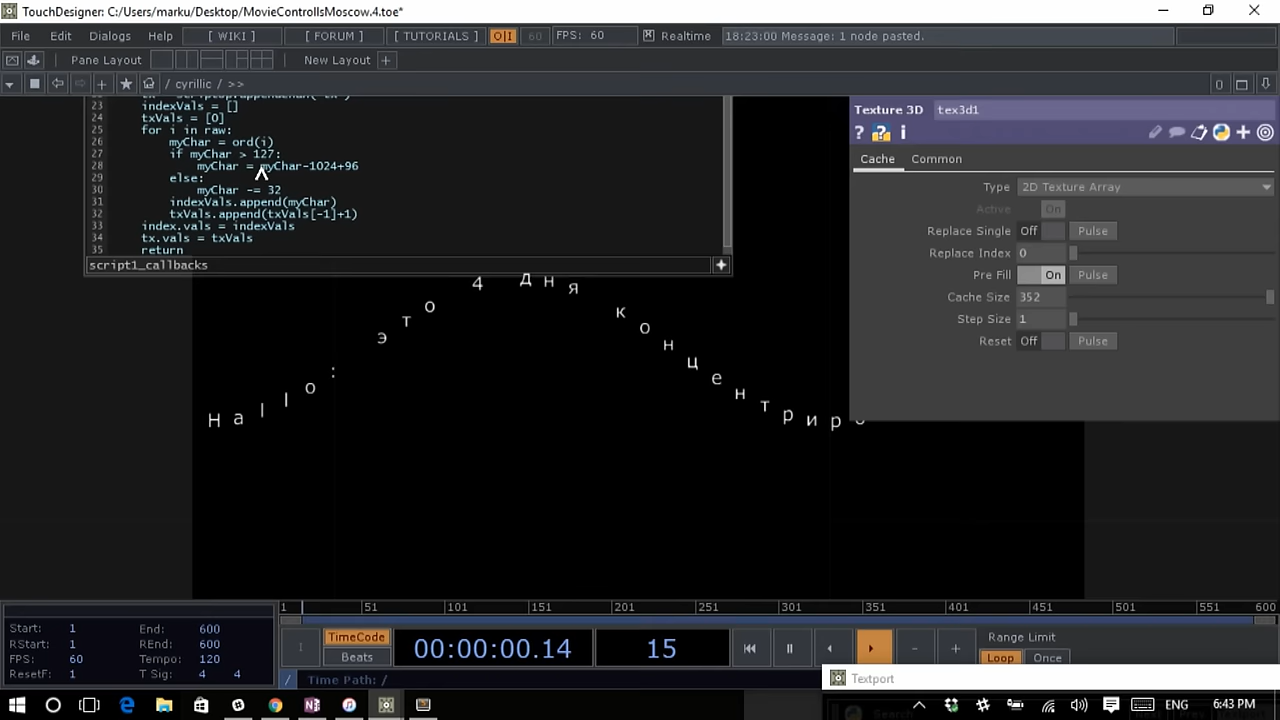 TouchDesigner: C:/Users/marku/Desktop/MovieControllsMoscow.4.toe*
File Edit Dialogs Help [ WIKI ] [ FORUM ] [ TUTORIALS ] O|I 60 FPS: 60 Realtime 18:23:00 Message: 1 node pasted.
Pane Layout New Layout +
/ cyrillic / >> 0
23 indexVals = []
24 txVals = [0]
25 for i in raw:
26 myChar = ord(i)
27 if myChar > 127:
28 myChar = myChar-1024+96
29 else:
30 myChar -= 32
31 indexVals.append(myChar)
32 txVals.append(txVals[-1]+1)
33 index.vals = indexVals
34 tx.vals = txVals
35 return
script1_callbacks
Texture 3D tex3d1
? ? i
Cache Common
Type 2D Texture Array
Active On
Replace Single Off Pulse
Replace Index 0
Pre Fill On Pulse
Cache Size 352
Step Size 1
Reset Off Pulse
Hallo: это 4 дня концентриро
1 51 101 151 201 251 301 351 401 451 501 551 600
Start: 1 End: 600
RStart: 1 REnd: 600
FPS: 60 Tempo: 120
ResetF: 1 T Sig: 4 4
TimeCode
Beats
00:00:00.14 15
Range Limit
Loop Once
/ Time Path: /
Textport
Search
ENG 6:43 PM